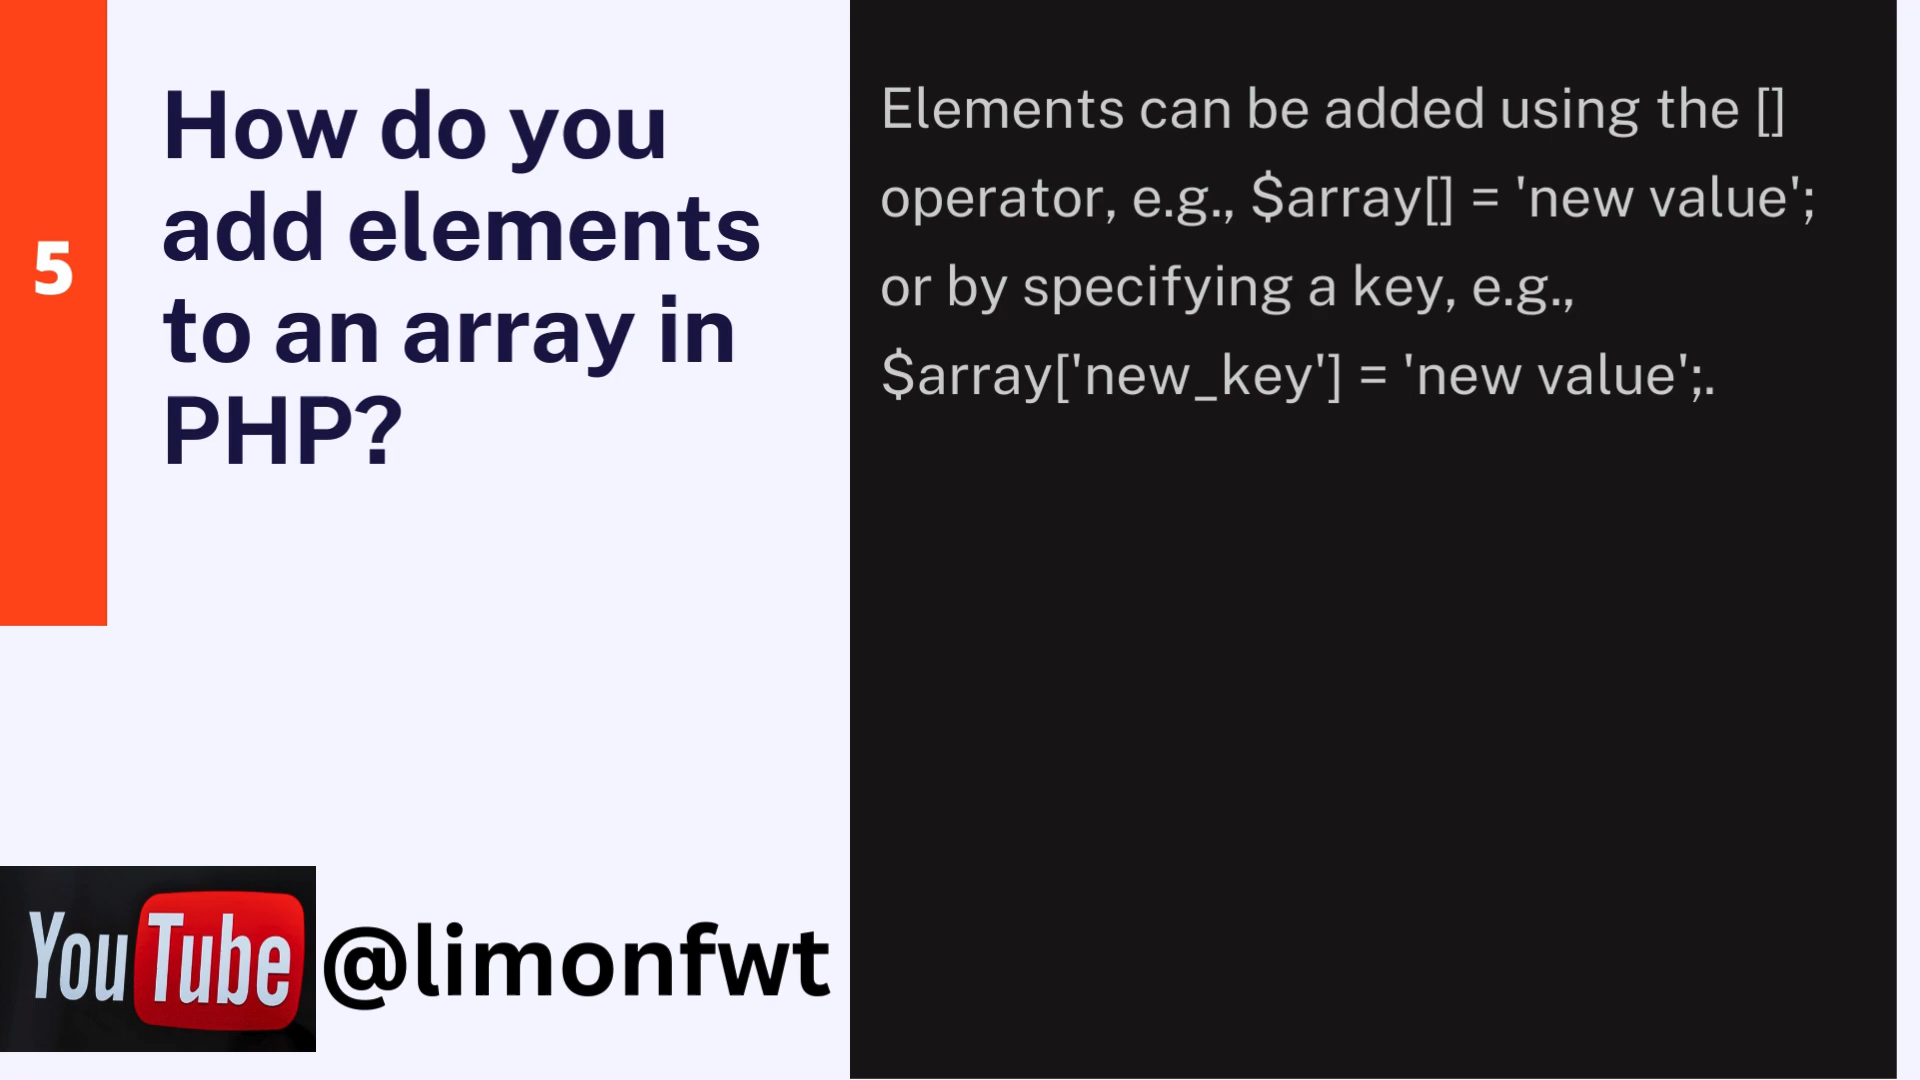 5
How do you
add elements
to an array in
PHP?
Elements can be added using the []
operator, e.g., $array[] = 'new value';
or by specifying a key, e.g.,
$array['new_key'] = 'new value';.
YouTube
@limonfwt